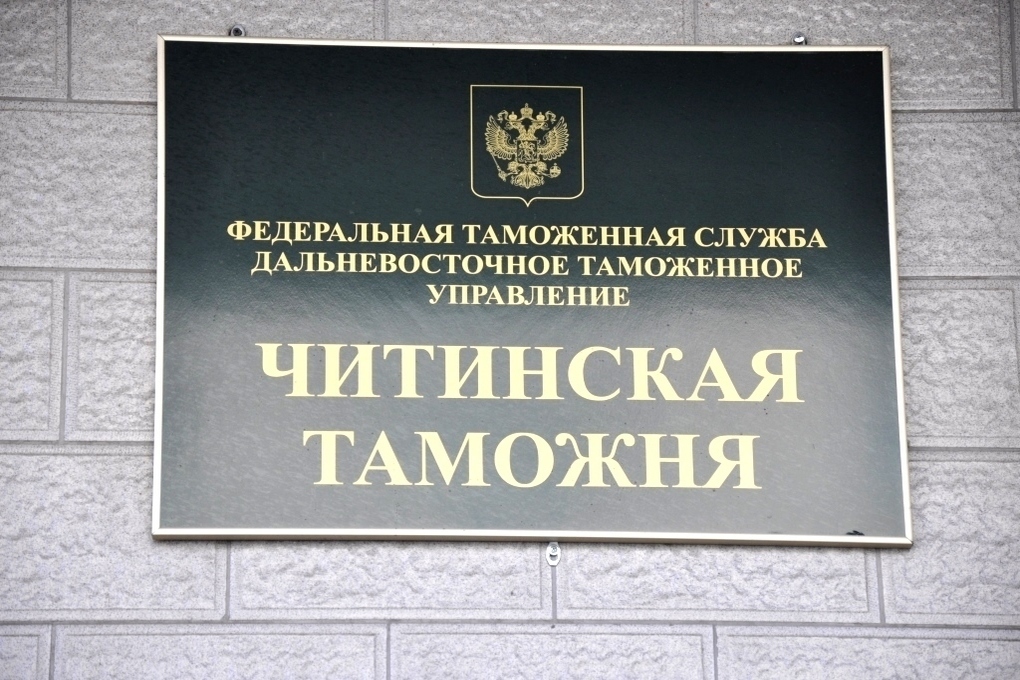 ФЕДЕРАЛЬНАЯ ТАМОЖЕННАЯ СЛУЖБА
ДАЛЬНЕВОСТОЧНОЕ ТАМОЖЕННОЕ
УПРАВЛЕНИЕ
ЧИТИНСКАЯ
ТАМОЖНЯ